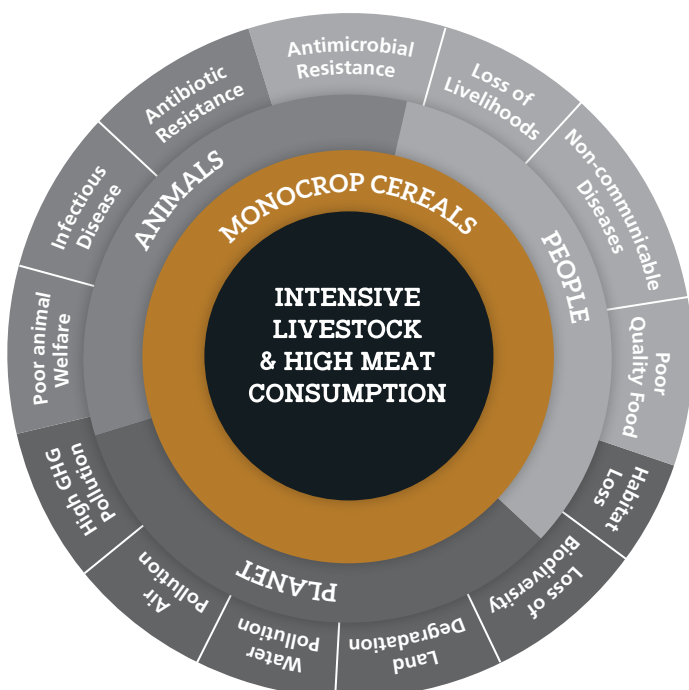 INTENSIVE
LIVESTOCK
& HIGH MEAT
CONSUMPTION
MONOCROP CEREALS
ANIMALS
PEOPLE
PLANET
Antimicrobial
Resistance
Loss of
Livelihoods
Non-communicable
Diseases
Poor
Quality Food
Habitat
Loss
Loss of
Biodiversity
Land
Degradation
Water
Pollution
Air
Pollution
High GHG
Pollution
Poor animal
Welfare
Infectious
Disease
Antibiotic
Resistance